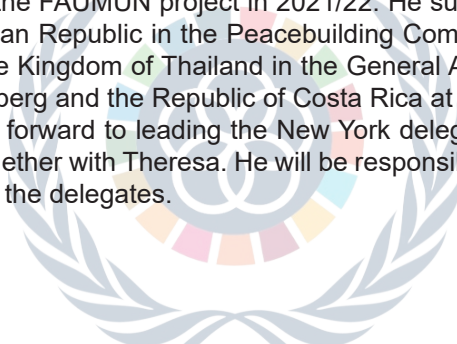 the FAUMUN project in 2021/22. He su
an Republic in the Peacebuilding Com
e Kingdom of Thailand in the General A
berg and the Republic of Costa Rica at
forward to leading the New York deleg
ether with Theresa. He will be responsi
the delegates.